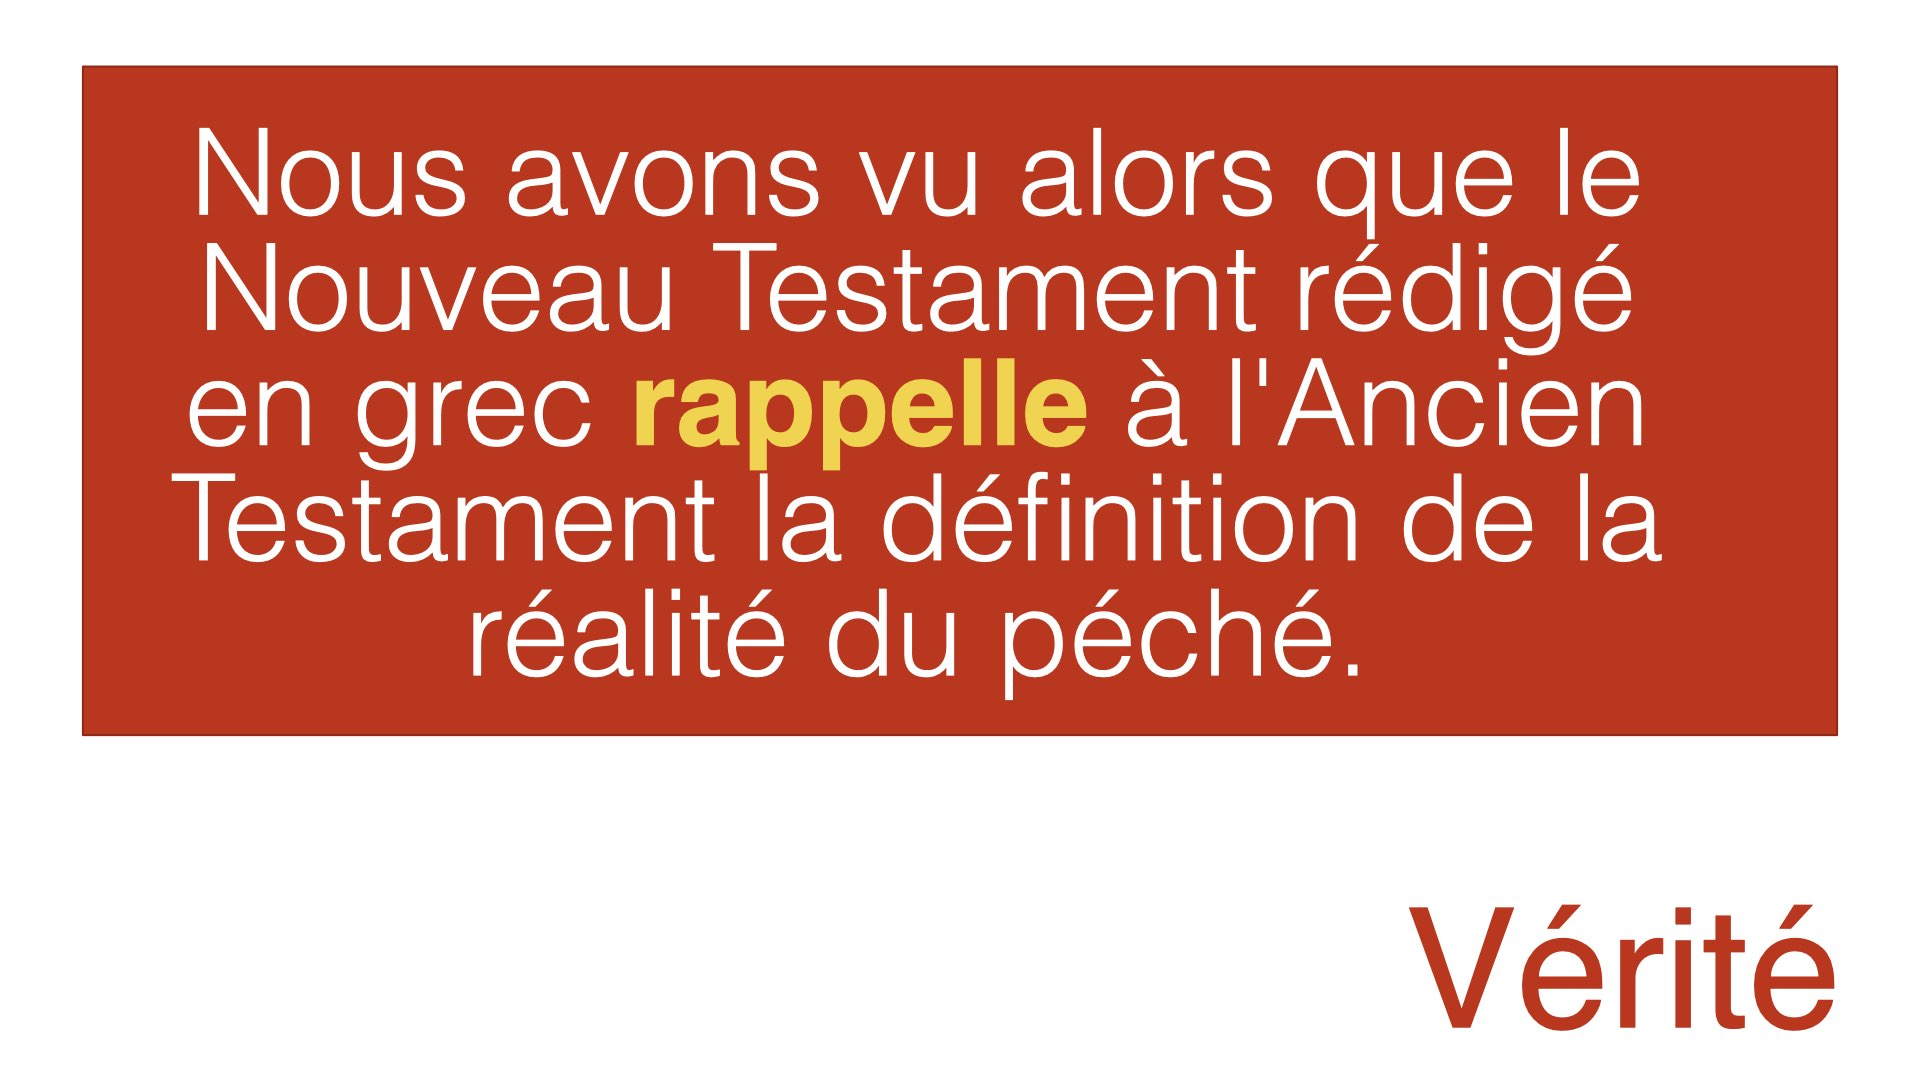 Nous avons vu alors que le
Nouveau Testament rédigé
en grec rappelle à l'Ancien
Testament la définition de la
réalité du péché.
Vérité